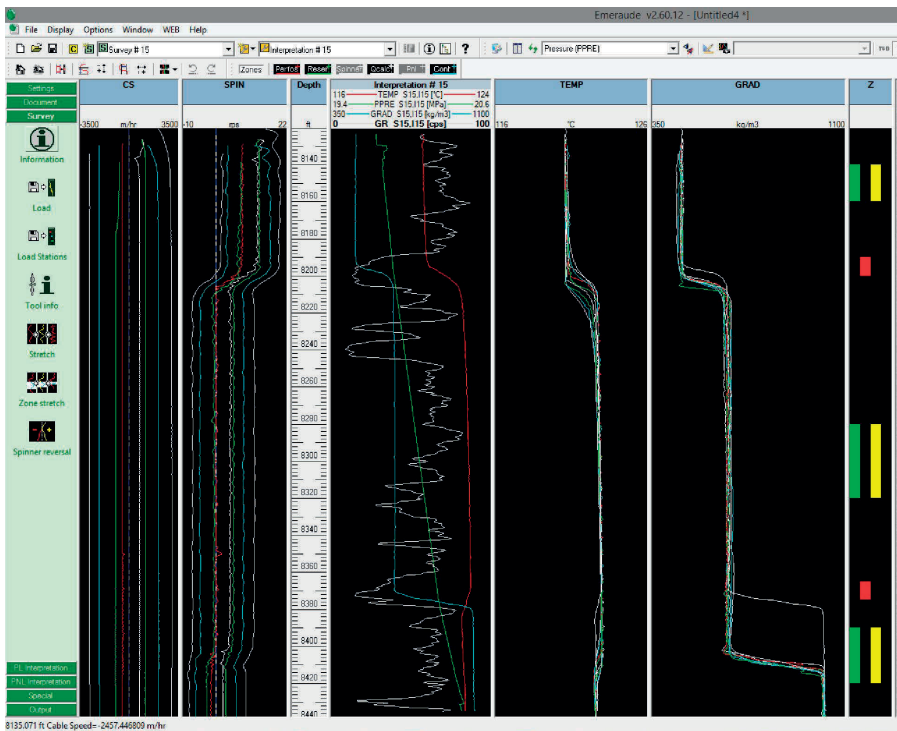 Emeraude v2.60.12 - [Untitled4 *]
File Display Options Window WEB Help
Survey # 15 Interpretation # 15 Pressure (PPRE)
Zones Perfos Reser Spinner Qcalc Cont
Settings
Document
Survey
Information
Load
Load Stations
Tool info
Stretch
Zone stretch
Spinner reversal
PL Interpretation
PNL Interpretation
Special
Output
CS SPIN Depth Interpretation # 15 TEMP GRAD Z
116 TEMP S15,I15 [°C] 124
19.4 PPRE S15,I15 [MPa] 20.6
350 GRAD S15,I15 [kg/m3] 1100
-3500 m/hr 3500 -10 rps 22 ft 0 GR S15,I15 [cps] 100 116 °C 126 350 kg/m3 1100
8140
8160
8180
8200
8220
8240
8260
8280
8300
8320
8340
8360
8380
8400
8420
8440
8135.071 ft Cable Speed= -2457.446809 m/hr